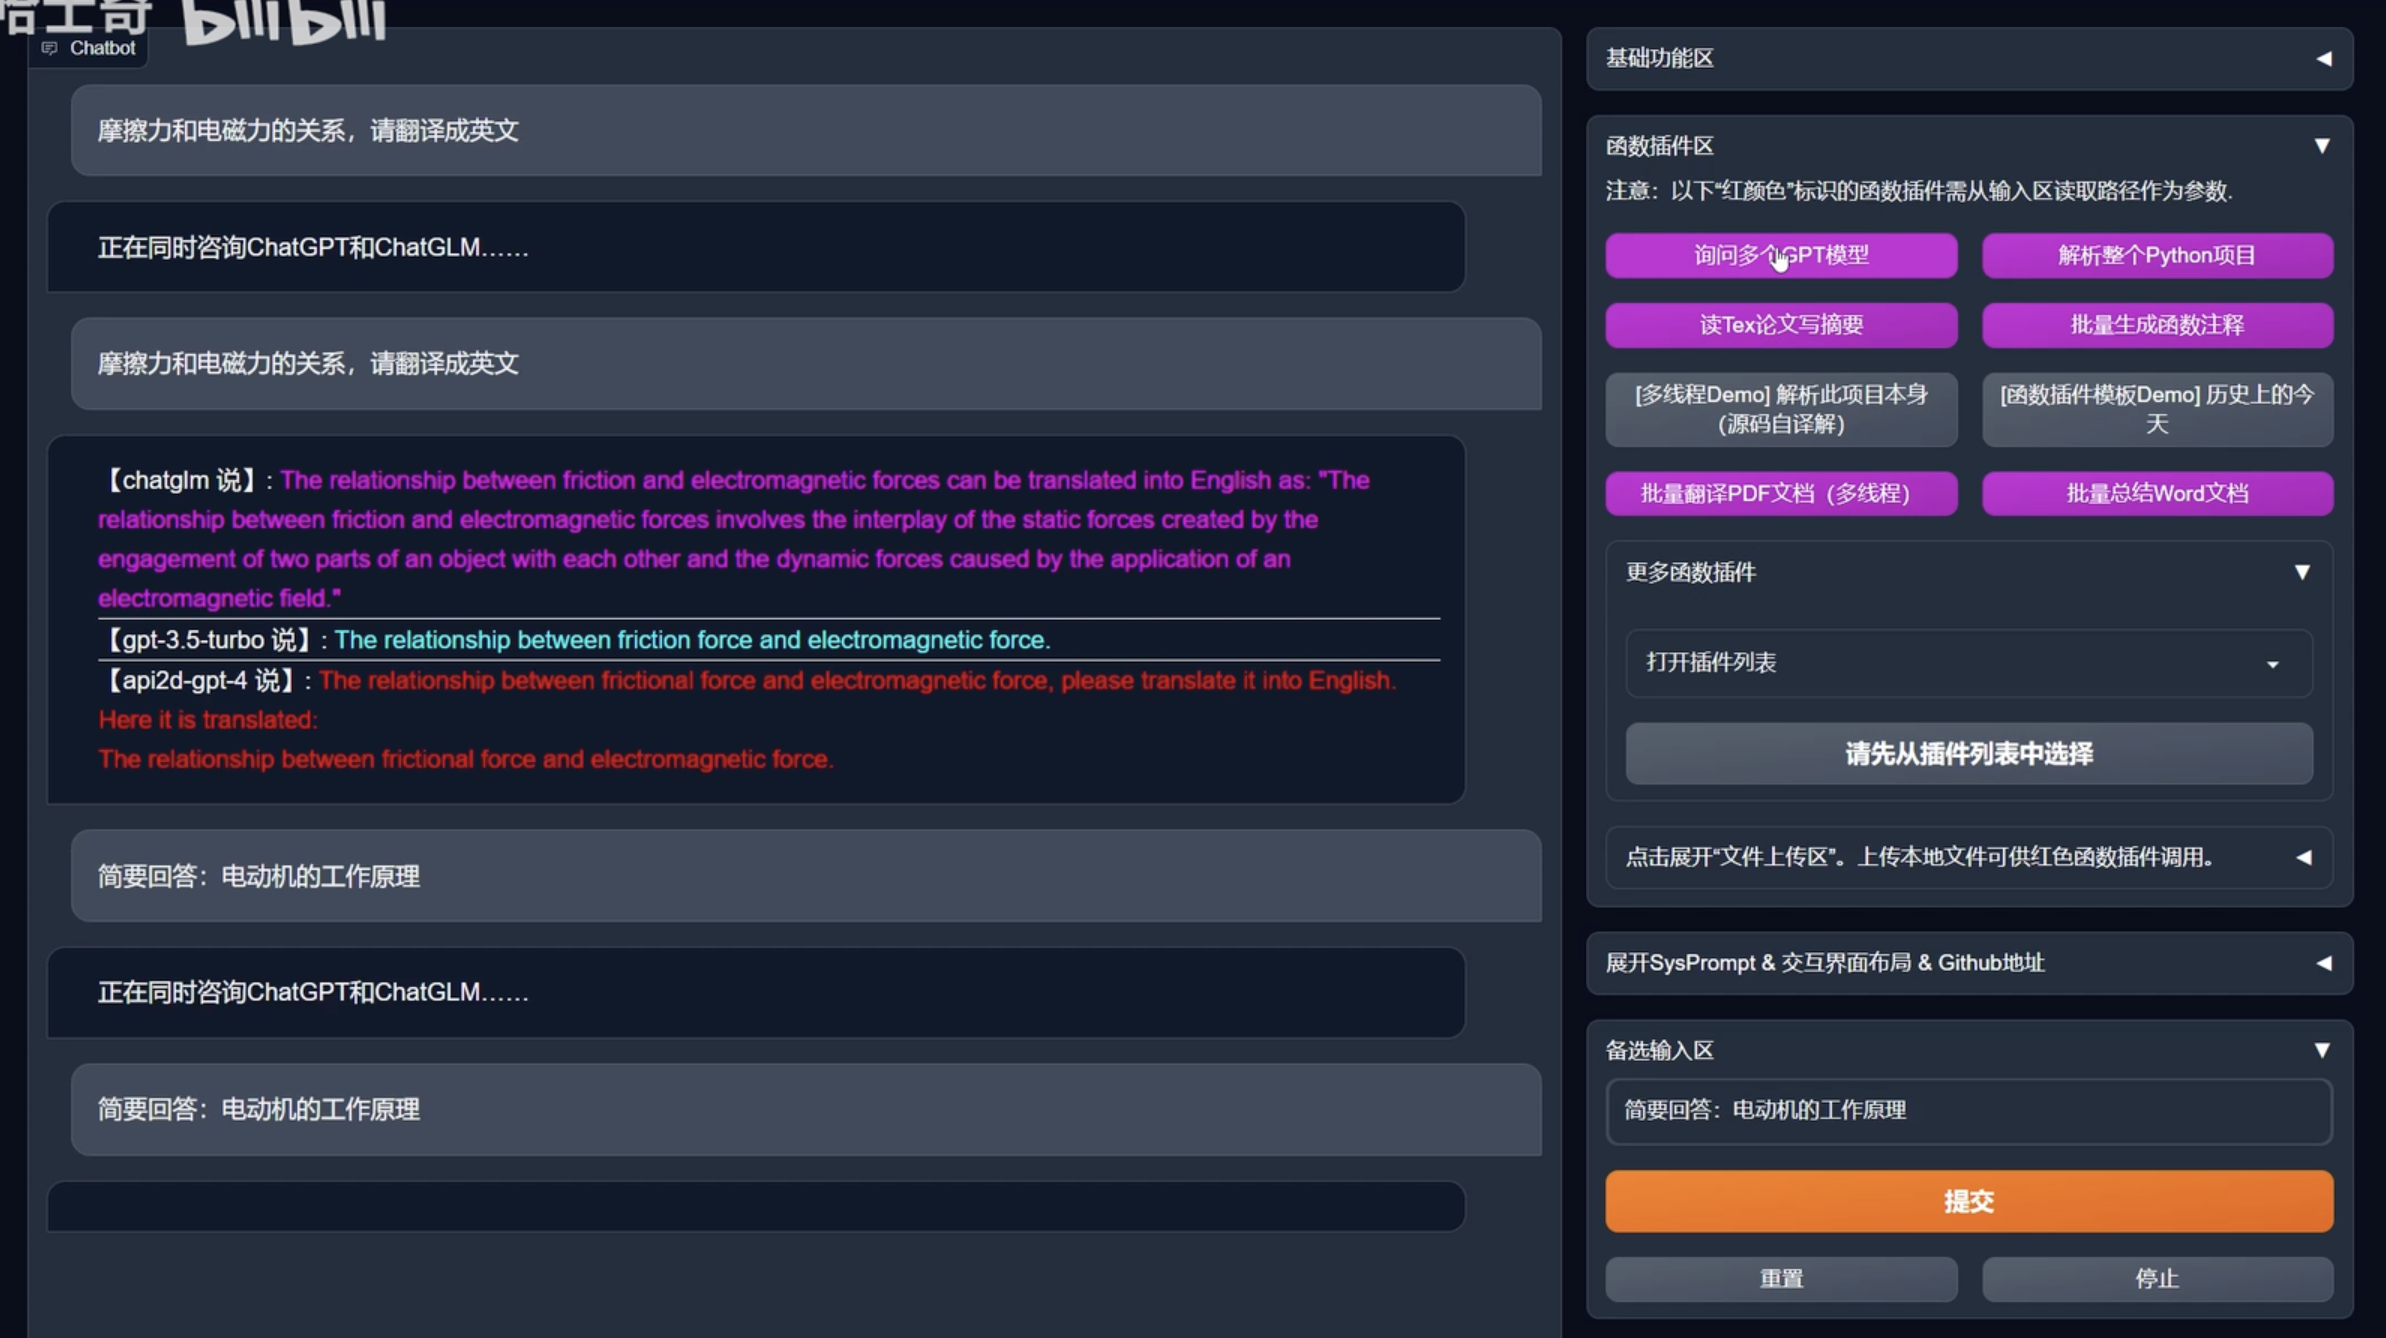 哈士奇 bilibili
Chatbot
摩擦力和电磁力的关系，请翻译成英文
正在同时咨询ChatGPT和ChatGLM……
摩擦力和电磁力的关系，请翻译成英文
【chatglm 说】: The relationship between friction and electromagnetic forces can be translated into English as: "The
relationship between friction and electromagnetic forces involves the interplay of the static forces created by the
engagement of two parts of an object with each other and the dynamic forces caused by the application of an
electromagnetic field."
【gpt-3.5-turbo 说】: The relationship between friction force and electromagnetic force.
【api2d-gpt-4 说】: The relationship between frictional force and electromagnetic force, please translate it into English.
Here it is translated:
The relationship between frictional force and electromagnetic force.
简要回答：电动机的工作原理
正在同时咨询ChatGPT和ChatGLM……
简要回答：电动机的工作原理
基础功能区
函数插件区
注意：以下“红颜色”标识的函数插件需从输入区读取路径作为参数.
询问多个GPT模型
解析整个Python项目
读Tex论文写摘要
批量生成函数注释
[多线程Demo] 解析此项目本身
（源码自译解）
[函数插件模板Demo] 历史上的今
天
批量翻译PDF文档（多线程）
批量总结Word文档
更多函数插件
打开插件列表
请先从插件列表中选择
点击展开“文件上传区”。上传本地文件可供红色函数插件调用。
展开SysPrompt & 交互界面布局 & Github地址
备选输入区
简要回答：电动机的工作原理
提交
重置
停止